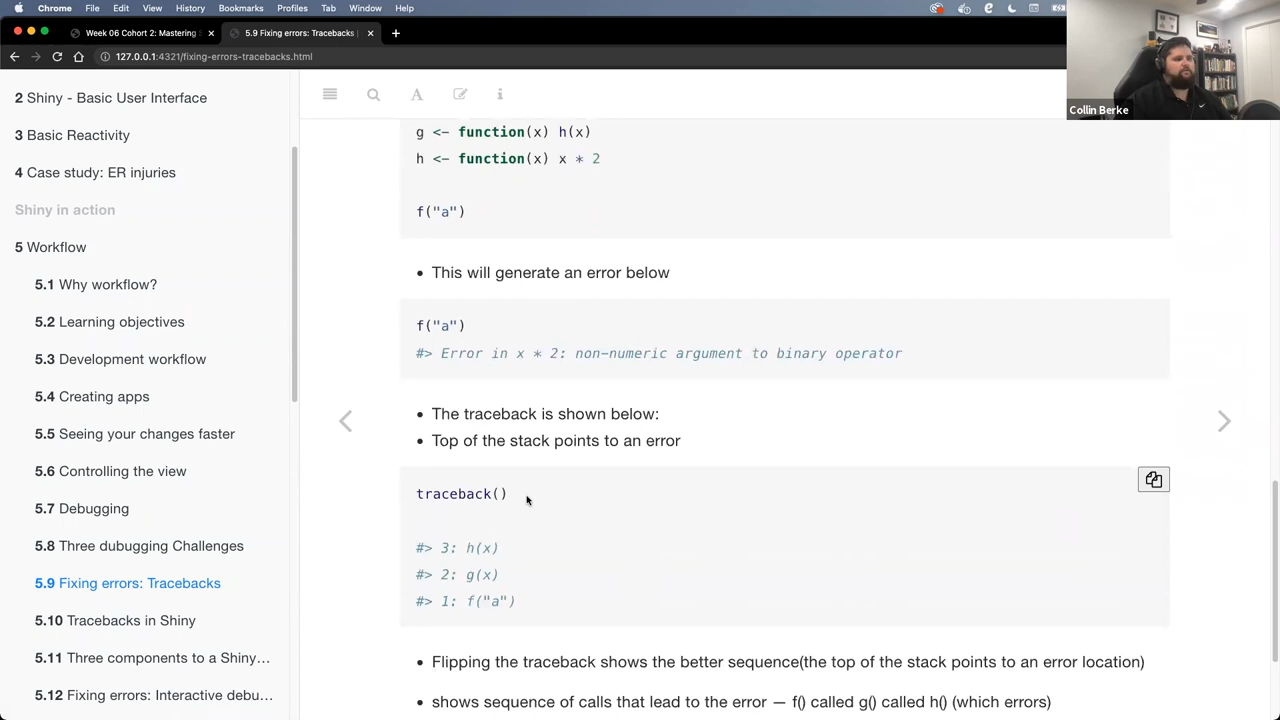 Chrome File Edit View History Bookmarks Profiles Tab Window Help
Week 06 Cohort 2: Mastering S
5.9 Fixing errors: Tracebacks |
127.0.0.1:4321/fixing-errors-tracebacks.html
Collin Berke
2 Shiny - Basic User Interface
3 Basic Reactivity
4 Case study: ER injuries
Shiny in action
5 Workflow
5.1 Why workflow?
5.2 Learning objectives
5.3 Development workflow
5.4 Creating apps
5.5 Seeing your changes faster
5.6 Controlling the view
5.7 Debugging
5.8 Three dubugging Challenges
5.9 Fixing errors: Tracebacks
5.10 Tracebacks in Shiny
5.11 Three components to a Shiny…
5.12 Fixing errors: Interactive debu…
g <- function(x) h(x)
h <- function(x) x * 2
f("a")
• This will generate an error below
f("a")
#> Error in x * 2: non-numeric argument to binary operator
• The traceback is shown below:
• Top of the stack points to an error
traceback()
#> 3: h(x)
#> 2: g(x)
#> 1: f("a")
• Flipping the traceback shows the better sequence(the top of the stack points to an error location)
• shows sequence of calls that lead to the error — f() called g() called h() (which errors)